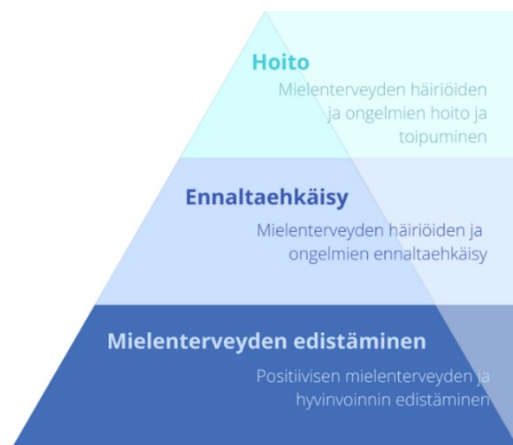 Hoito
Mielenterveyden häiriöiden
ja ongelmien hoito ja
toipuminen
Ennaltaehkäisy
Mielenterveyden häiriöiden ja
ongelmien ennaltaehkäisy
Mielenterveyden edistäminen
Positiivisen mielenterveyden ja
hyvinvoinnin edistäminen